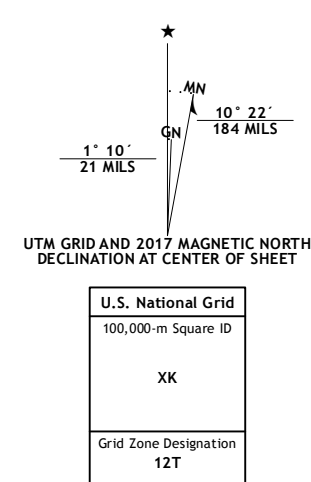 ★
MN
10° 22´
184 MILS
GN
1° 10´
21 MILS
UTM GRID AND 2017 MAGNETIC NORTH
DECLINATION AT CENTER OF SHEET
U.S. National Grid
100,000-m Square ID
XK
Grid Zone Designation
12T